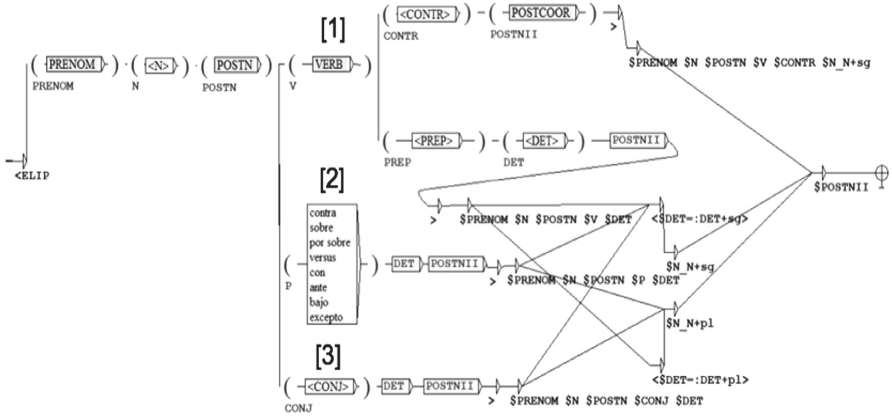 [1]
( <CONTR> ) ( POSTCOOR )
CONTR POSTNII >
$PRENOM $N $POSTN $V $CONTR $N_N+sg
( PRENOM ) ( <N> ) ( POSTN ) ( VERB )
PRENOM N POSTN V
( <PREP> ) ( <DET> ) POSTNII
PREP DET
<ELIP
$POSTNII
[2]
> $PRENOM $N $POSTN $V $DET <$DET=:DET+sg>
contra
sobre
por sobre
versus
con
ante
bajo
excepto
( ) DET POSTNII
P > $PRENOM $N $POSTN $P $DET
$N_N+sg
$N_N+pl
[3]
<$DET=:DET+pl>
( <CONJ> ) DET POSTNII
CONJ > $PRENOM $N $POSTN $CONJ $DET